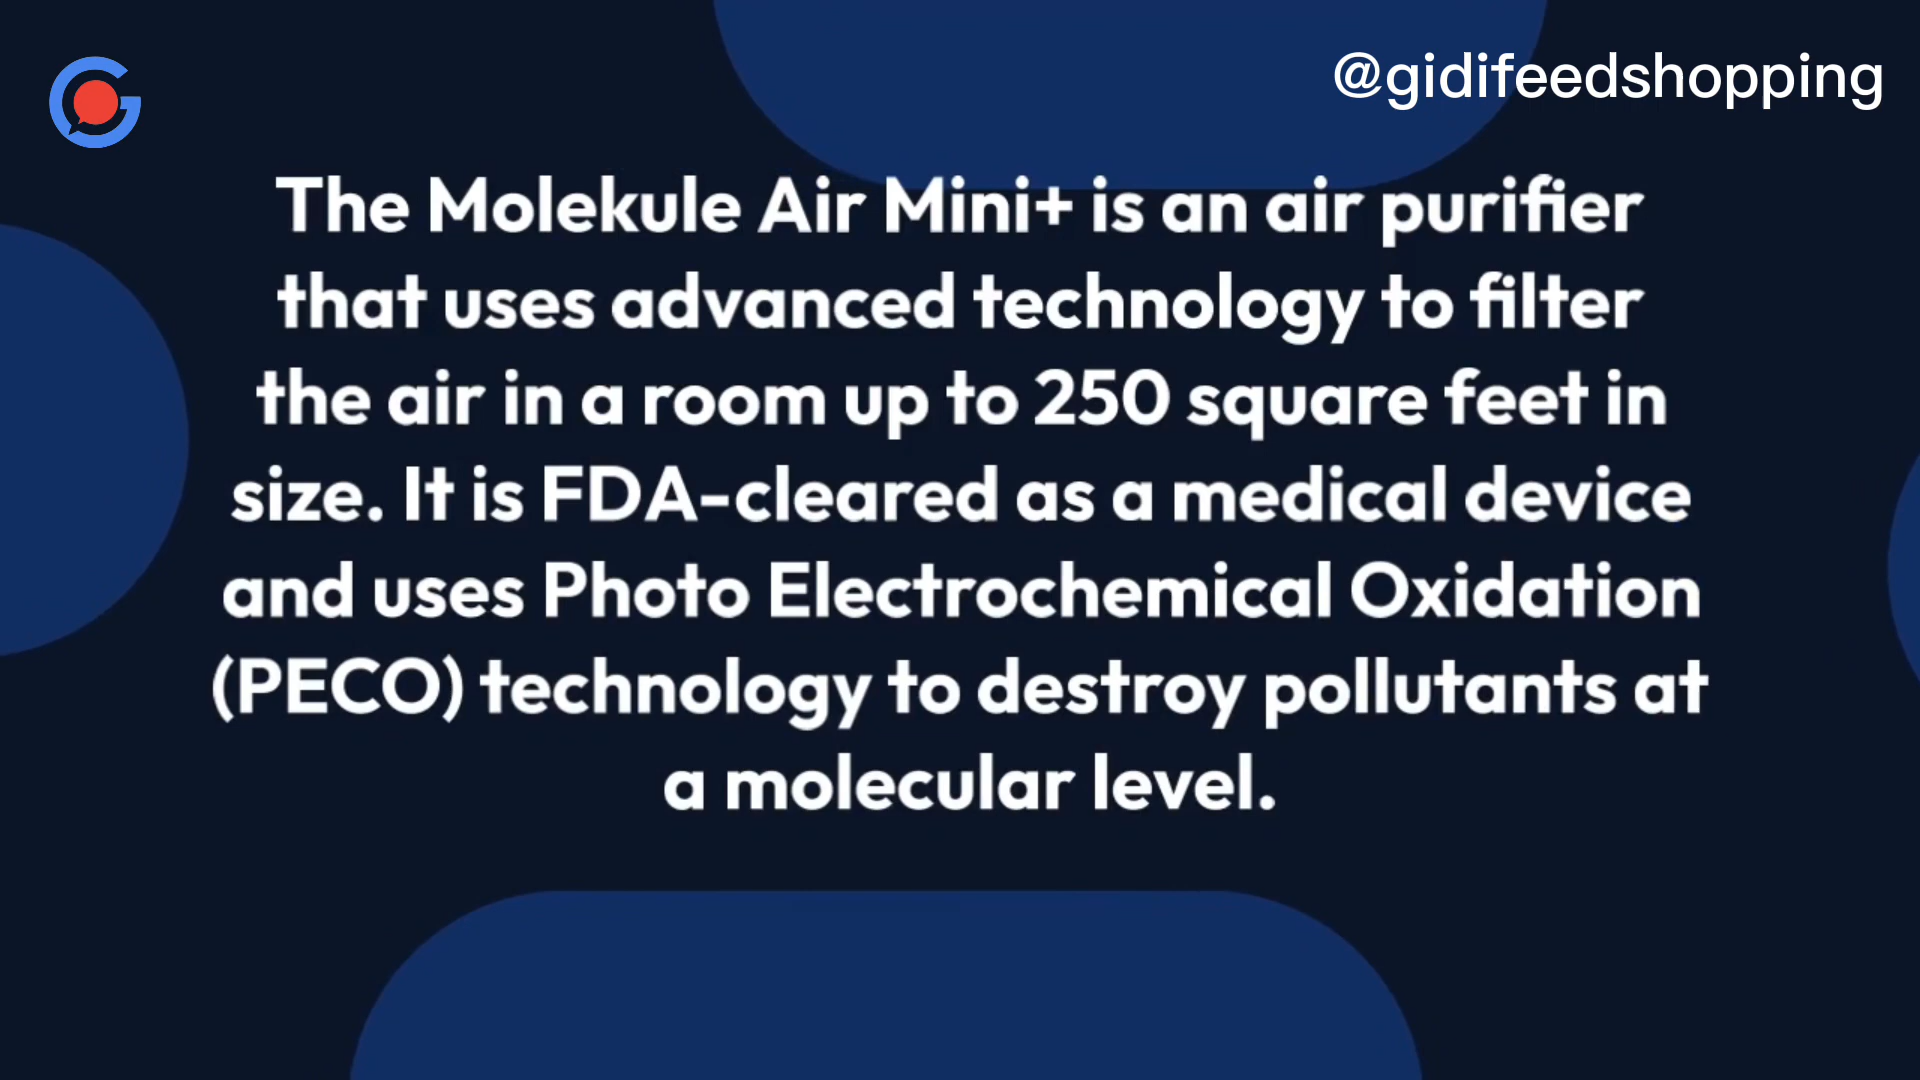 @gidifeedshopping
The Molekule Air Mini+ is an air purifier
that uses advanced technology to filter
the air in a room up to 250 square feet in
size. It is FDA-cleared as a medical device
and uses Photo Electrochemical Oxidation
(PECO) technology to destroy pollutants at
a molecular level.